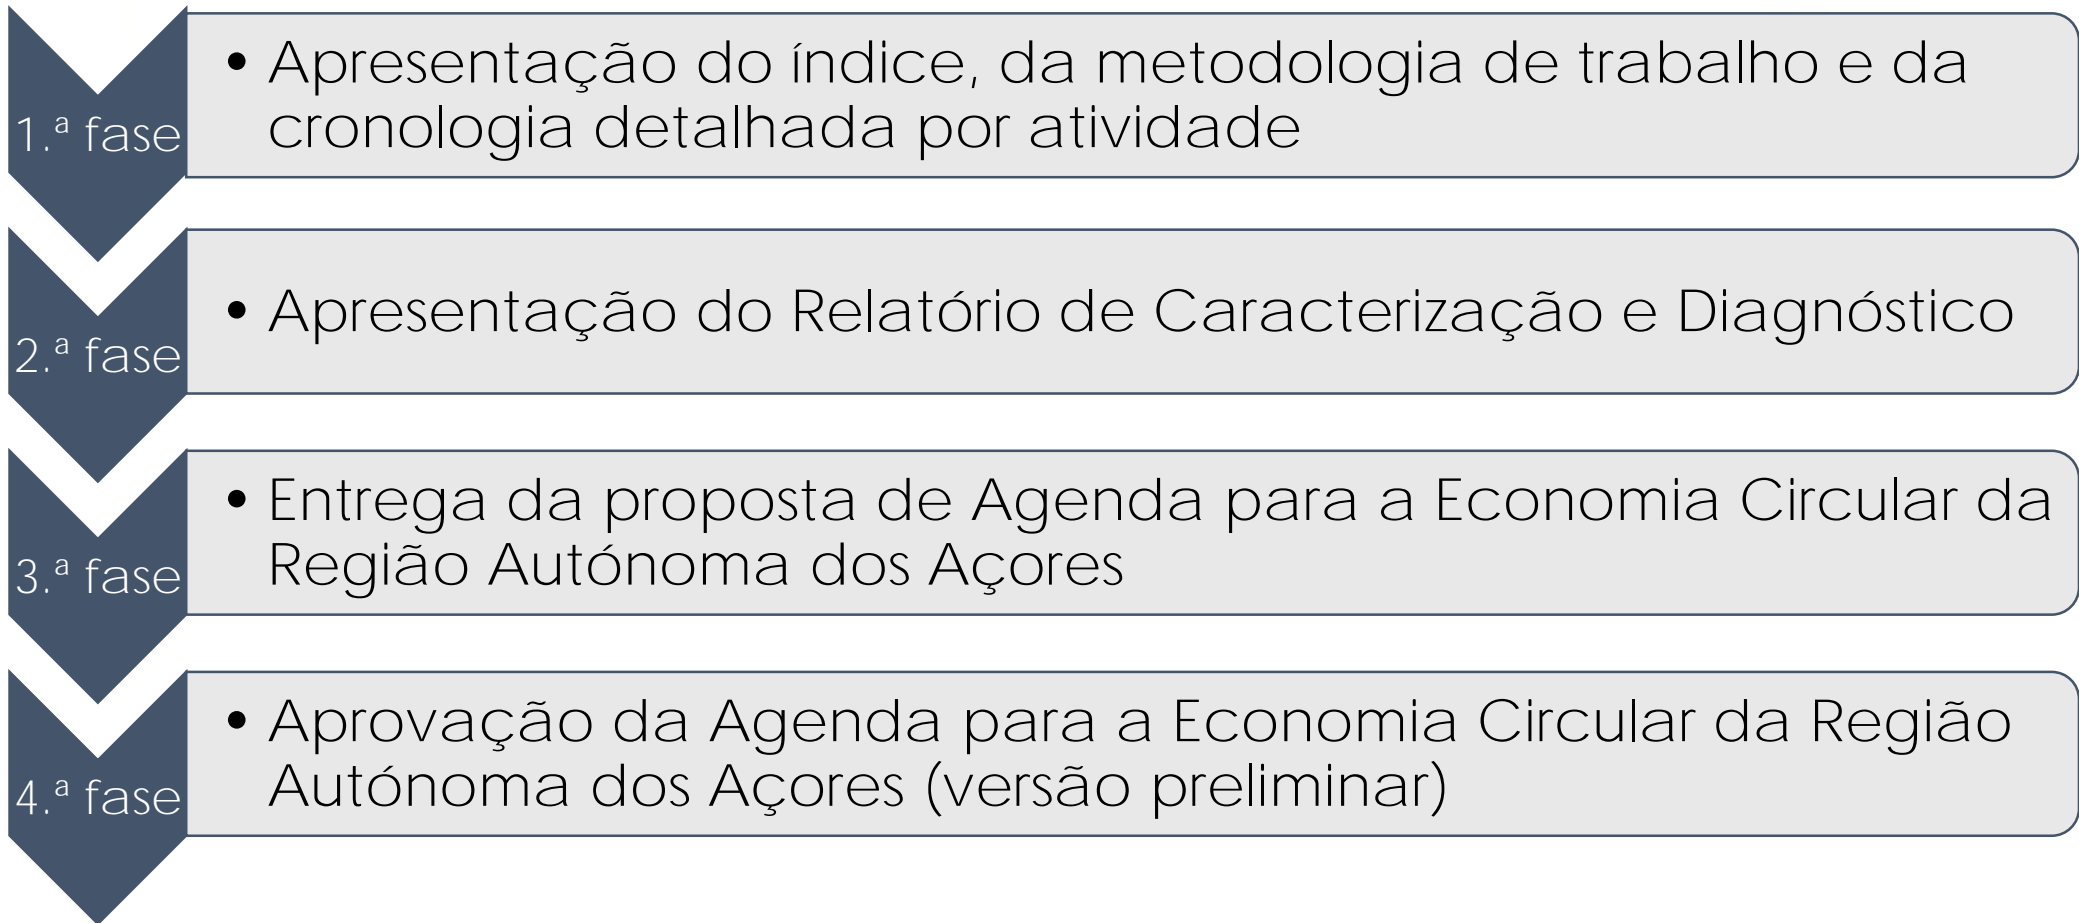 1.ª fase
• Apresentação do índice, da metodologia de trabalho e da
cronologia detalhada por atividade
2.ª fase
• Apresentação do Relatório de Caracterização e Diagnóstico
3.ª fase
• Entrega da proposta de Agenda para a Economia Circular da
Região Autónoma dos Açores
4.ª fase
• Aprovação da Agenda para a Economia Circular da Região
Autónoma dos Açores (versão preliminar)